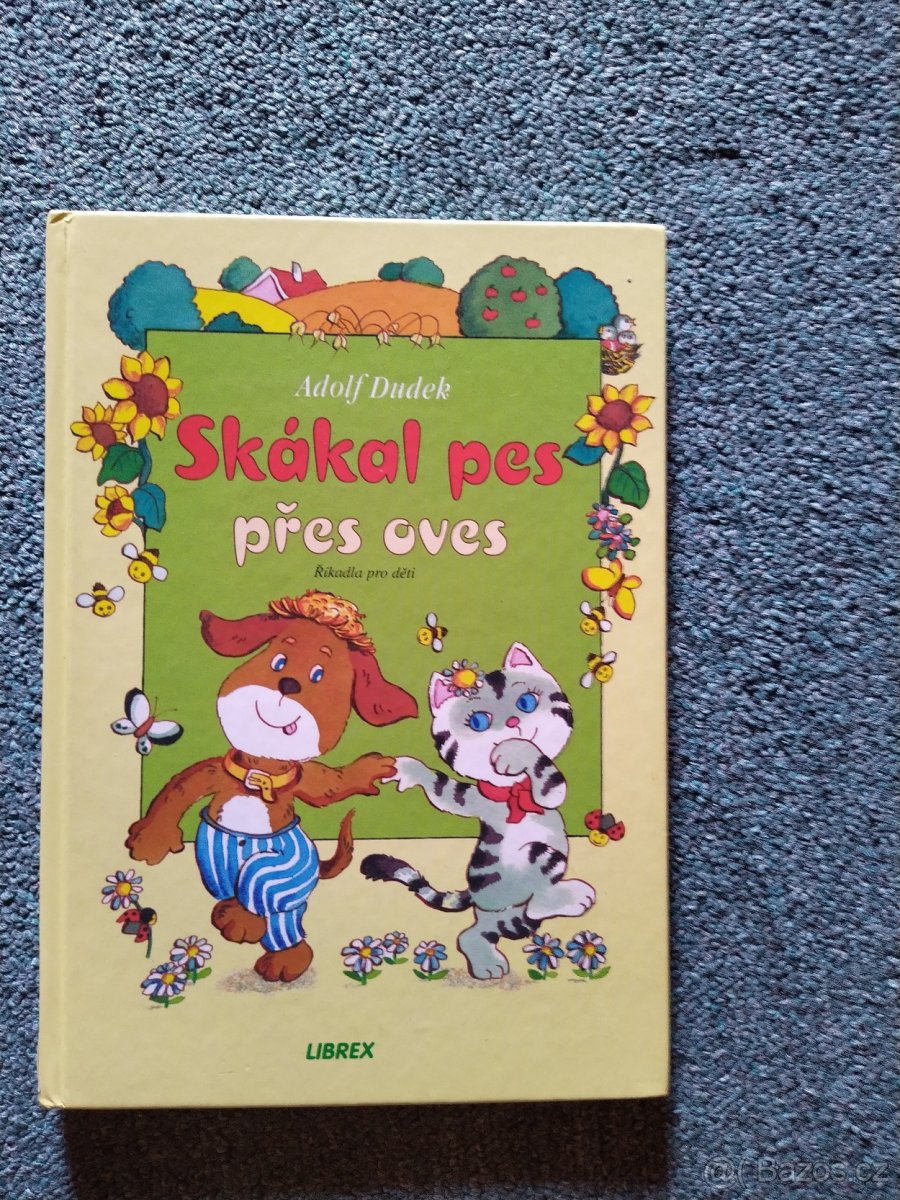 Adolf Dudek
Skákal pes
přes oves
Říkadla pro děti
LIBREX
Bazos.cz